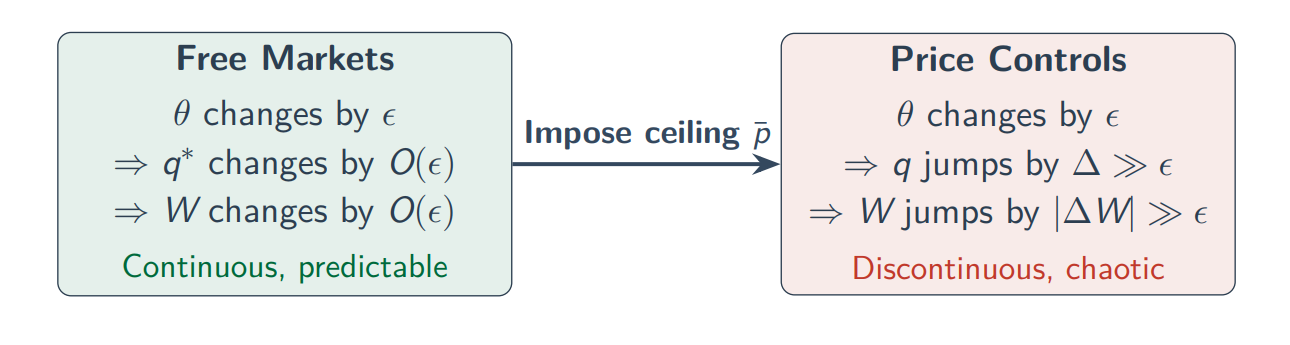 Free Markets
θ changes by ϵ
⇒ q* changes by O(ϵ)
⇒ W changes by O(ϵ)
Continuous, predictable
Impose ceiling p̄
Price Controls
θ changes by ϵ
⇒ q jumps by Δ ≫ ϵ
⇒ W jumps by |ΔW| ≫ ϵ
Discontinuous, chaotic